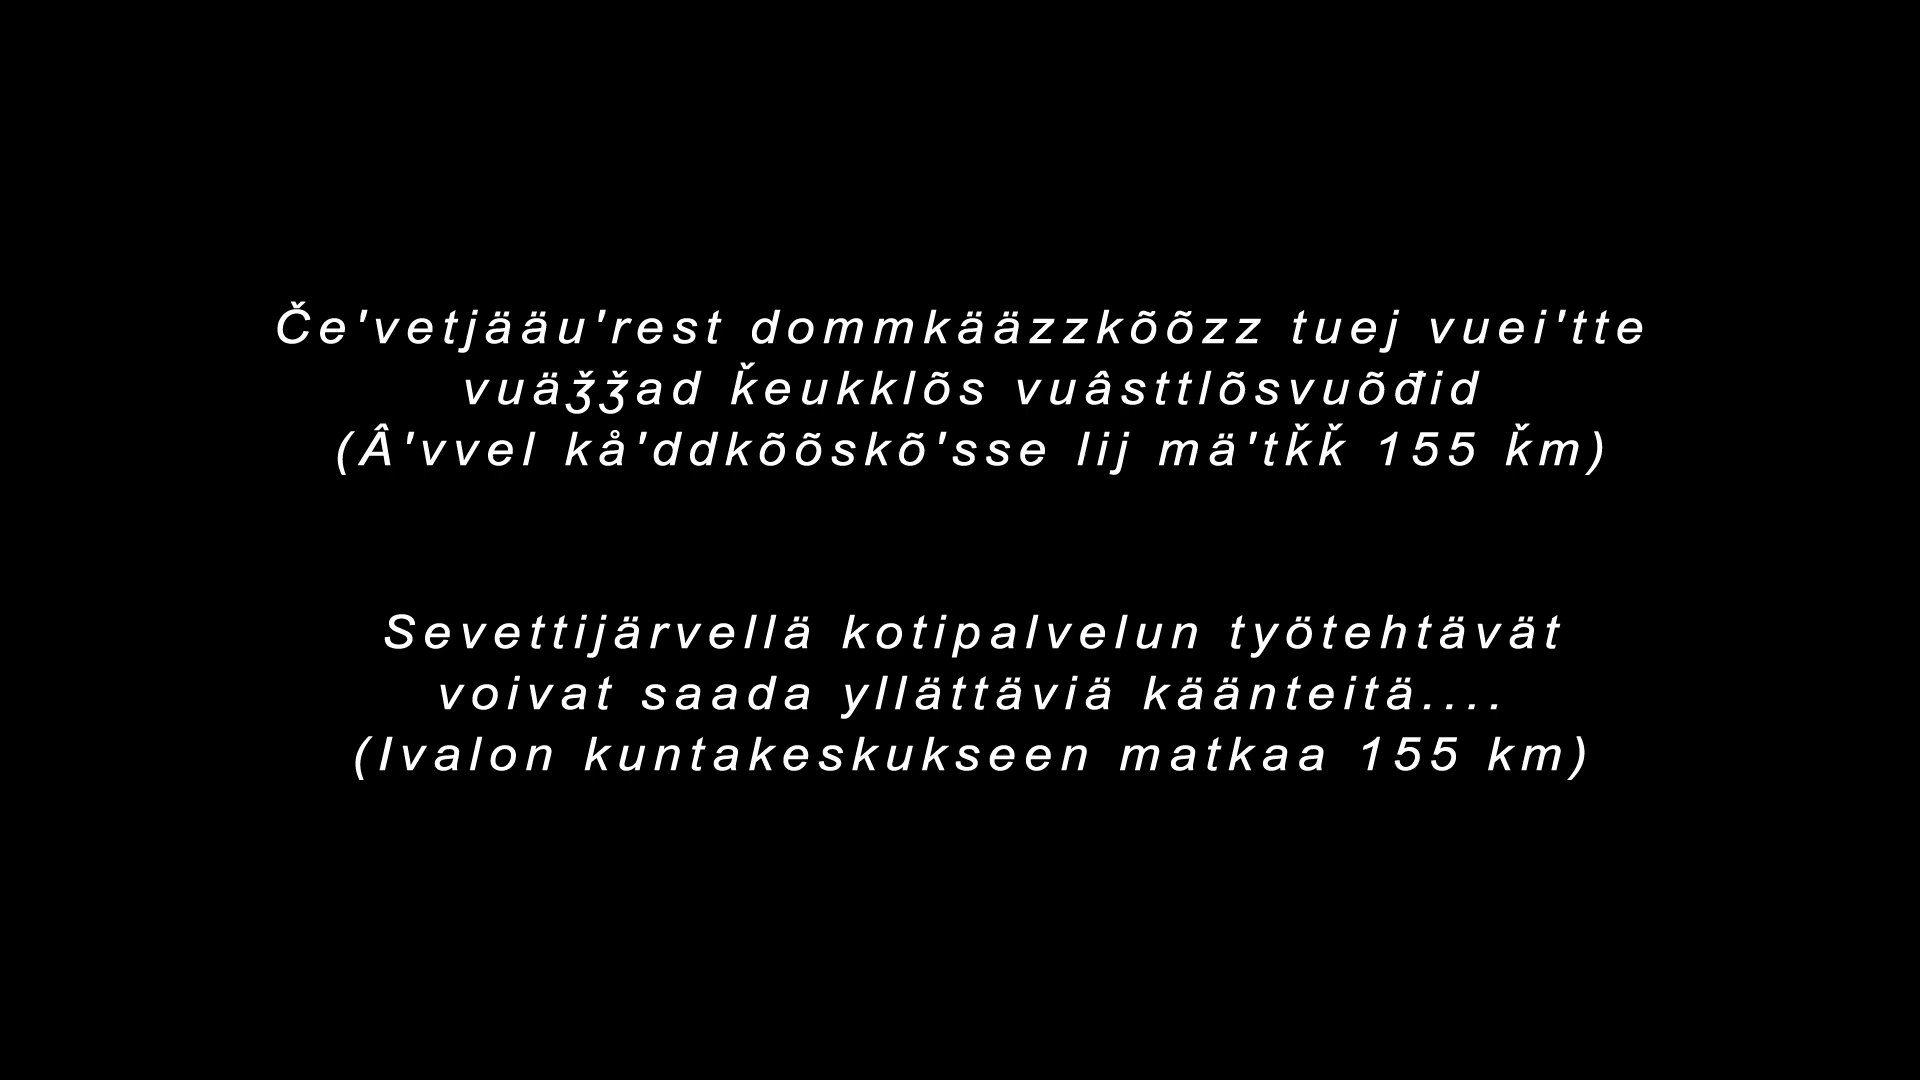 Če'vetjääu'rest dommkääzzkõõzz tuej vuei'tte
vuäǯǯad ǩeukklõs vuâsttlõsvuõđid
(Â'vvel kå'ddkõõskõ'sse lij mä'tǩǩ 155 ǩm)
Sevettijärvellä kotipalvelun työtehtävät
voivat saada yllättäviä käänteitä....
(Ivalon kuntakeskukseen matkaa 155 km)